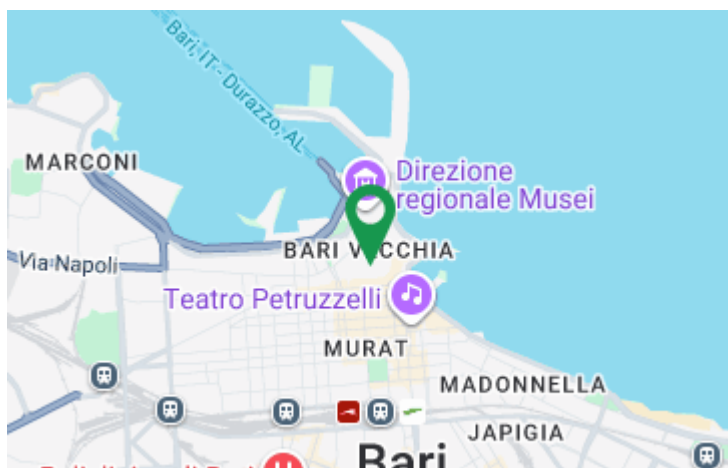 Bari, IT - Durazzo, AL
MARCONI
Direzione
regionale Musei
BARI VECCHIA
Via Napoli
Teatro Petruzzelli
MURAT
MADONNELLA
JAPIGIA
Bari